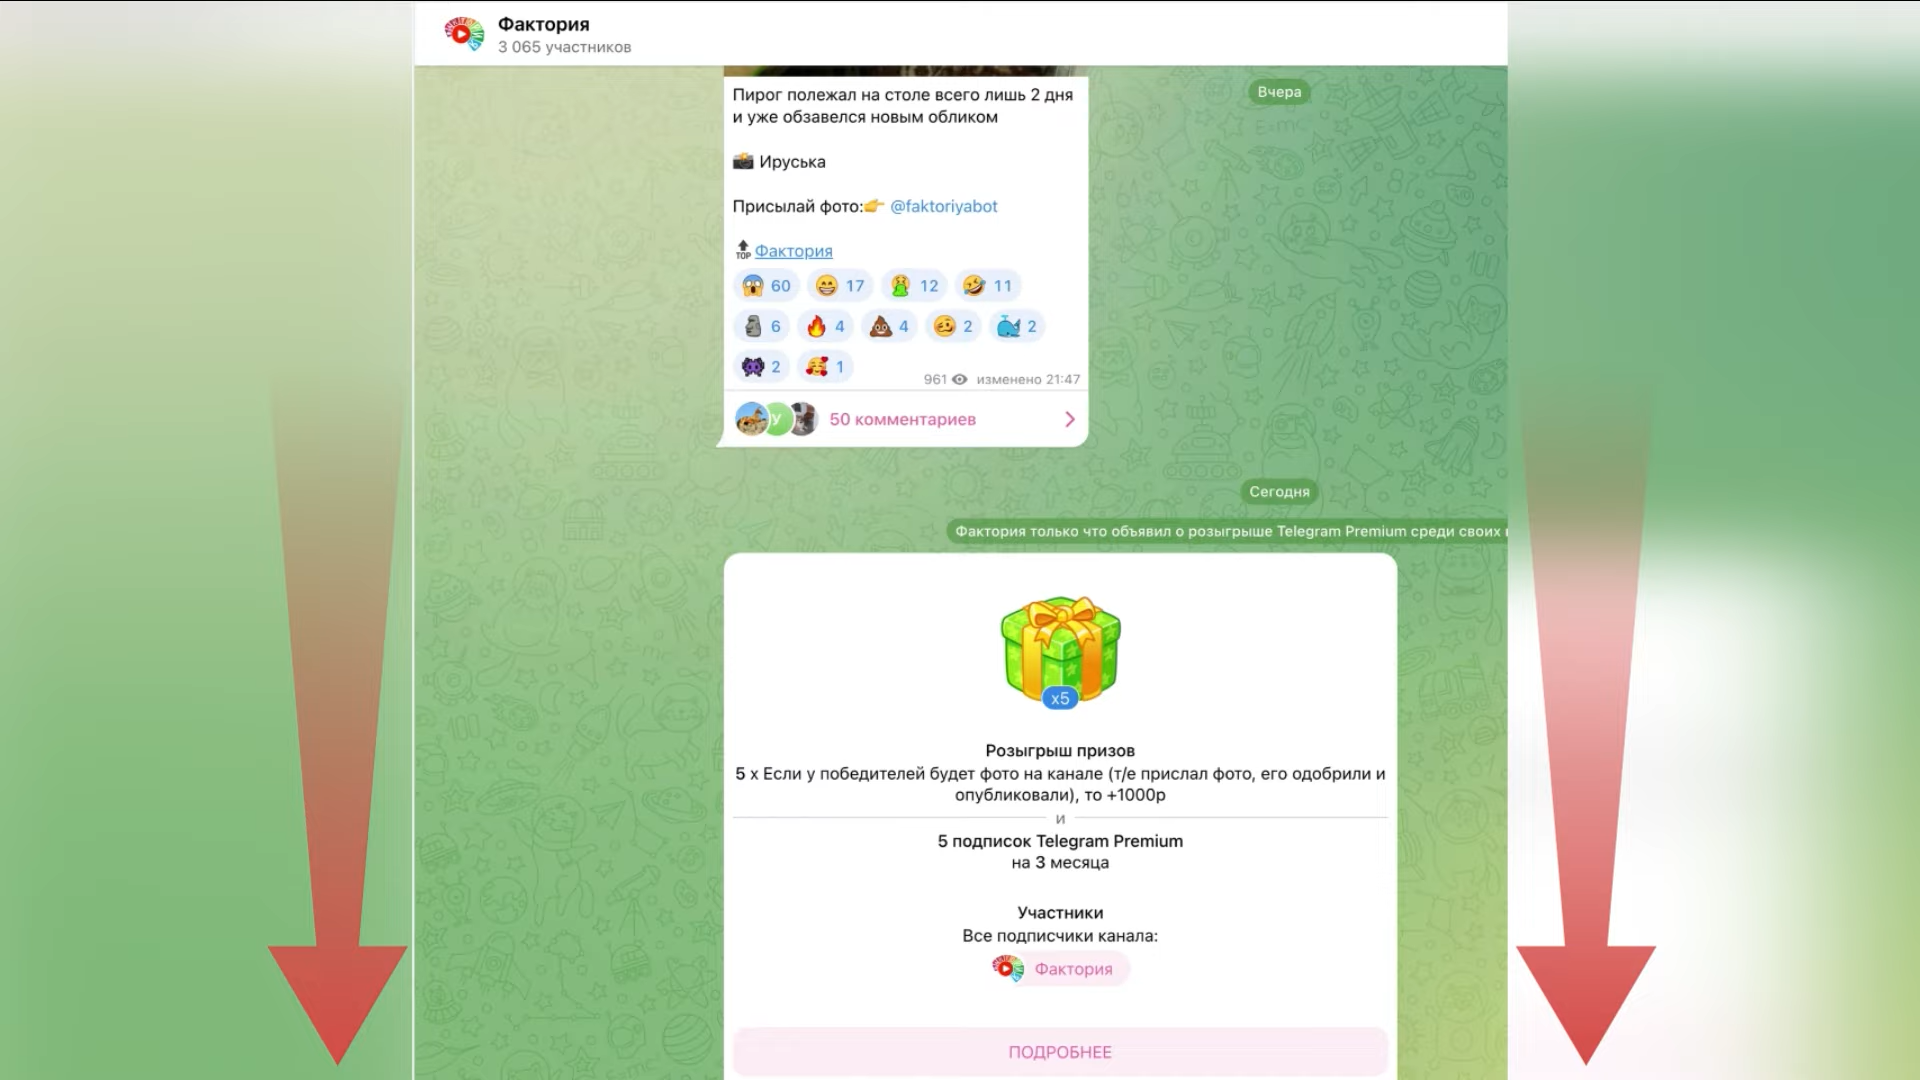 Фактория
3 065 участников
Вчера
Пирог полежал на столе всего лишь 2 дня
и уже обзавелся новым обликом
Ируська
Присылай фото: @faktoriyabot
TOP Фактория
60 17 12 11
6 4 4 2 2
2 1
961 изменено 21:47
У
50 комментариев
Сегодня
Фактория только что объявил о розыгрыше Telegram Premium среди своих
x5
Розыгрыш призов
5 x Если у победителей будет фото на канале (т/е прислал фото, его одобрили и
опубликовали), то +1000р
и
5 подписок Telegram Premium
на 3 месяца
Участники
Все подписчики канала:
Фактория
ПОДРОБНЕЕ